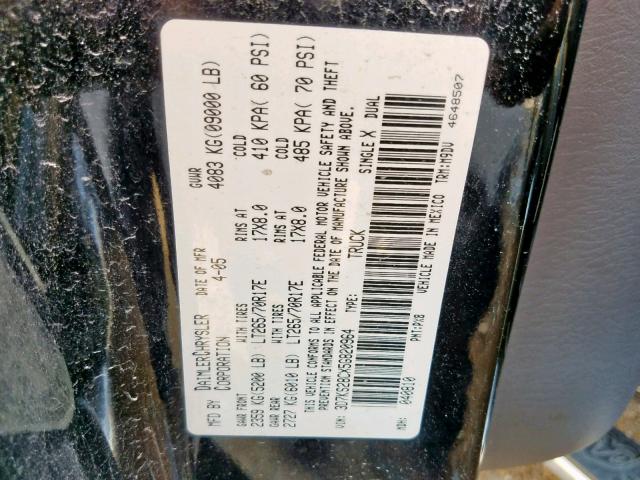 MFD BY DAIMLERCHRYSLER CORPORATION DATE OF MFR 4-05 GVWR 4083 KG(09000 LB)
GAWR FRONT WITH TIRES RIMS AT COLD
2359 KG(5200 LB) LT265/70R17E 17X8.0 410 KPA( 60 PSI)
GAWR REAR WITH TIRES RIMS AT COLD
2727 KG(6010 LB) LT265/70R17E 17X8.0 485 KPA( 70 PSI)
THIS VEHICLE CONFORMS TO ALL APPLICABLE FEDERAL MOTOR VEHICLE SAFETY AND THEFT
PREVENTION STANDARDS IN EFFECT ON THE DATE OF MANUFACTURE SHOWN ABOVE.
VIN: 3D7KS28CX5G820964 TYPE: TRUCK SINGLE X DUAL
MDH: 040810 PNT:PX8 VEHICLE MADE IN MEXICO TRM:M9DV
4648507